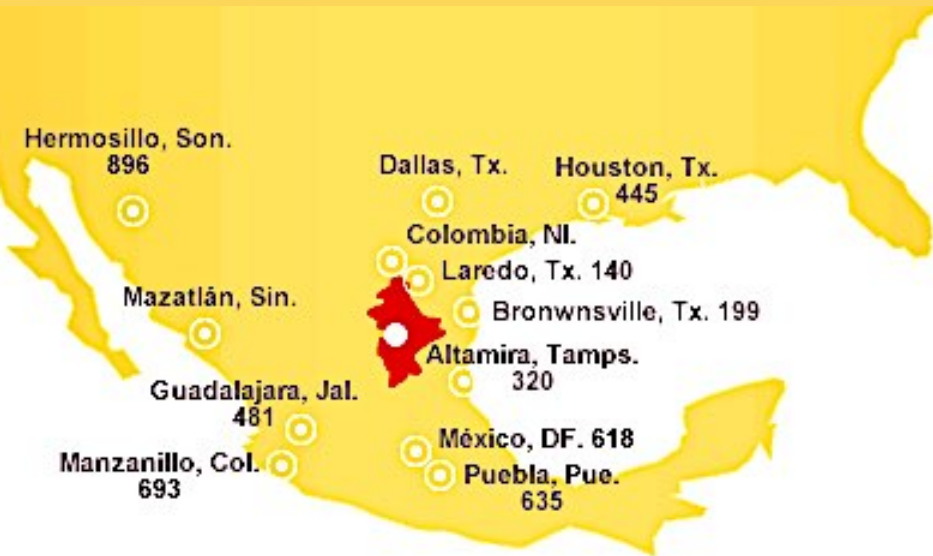 Hermosillo, Son.
896
Dallas, Tx.
Houston, Tx.
445
Colombia, Nl.
Laredo, Tx. 140
Mazatlán, Sin.
Bronwnsville, Tx. 199
Altamira, Tamps.
320
Guadalajara, Jal.
481
México, DF. 618
Manzanillo, Col.
693
Puebla, Pue.
635